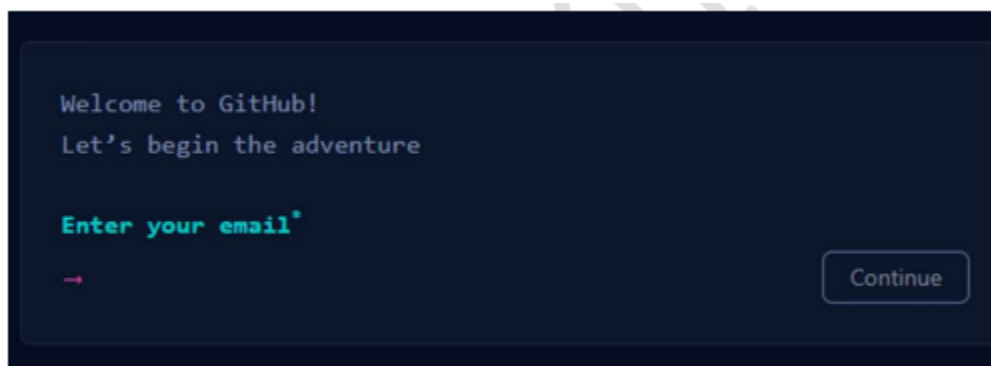 Welcome to GitHub!
Let’s begin the adventure
Enter your email*
→
Continue